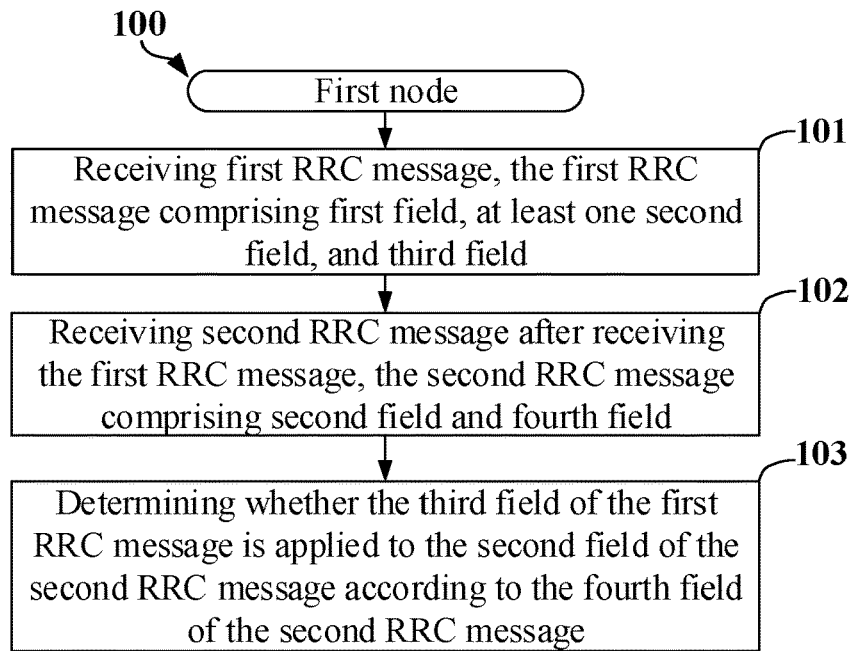 100
First node
101
Receiving first RRC message, the first RRC
message comprising first field, at least one second
field, and third field
102
Receiving second RRC message after receiving
the first RRC message, the second RRC message
comprising second field and fourth field
103
Determining whether the third field of the first
RRC message is applied to the second field of the
second RRC message according to the fourth field
of the second RRC message